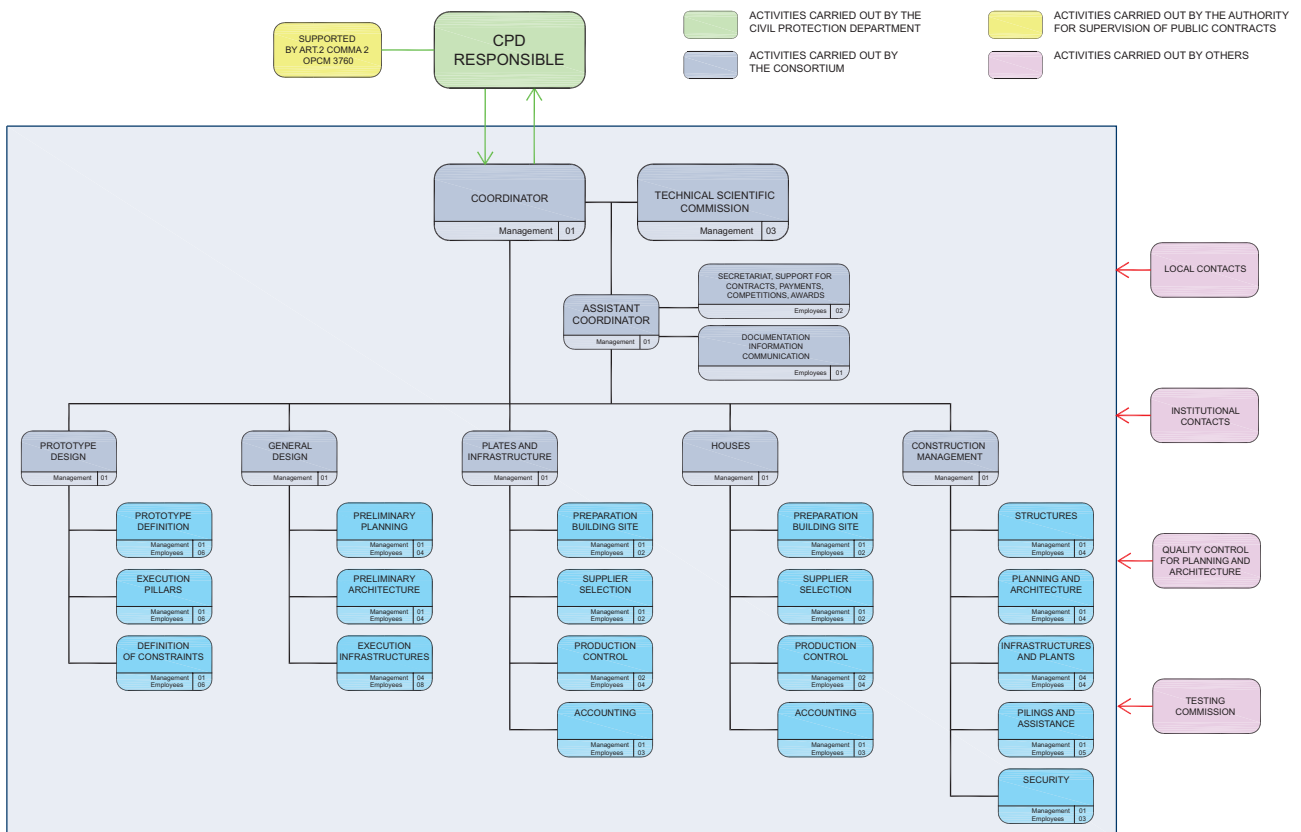 SUPPORTED
BY ART.2 COMMA 2
OPCM 3760
CPD
RESPONSIBLE
ACTIVITIES CARRIED OUT BY THE
CIVIL PROTECTION DEPARTMENT
ACTIVITIES CARRIED OUT BY
THE CONSORTIUM
ACTIVITIES CARRIED OUT BY THE AUTHORITY
FOR SUPERVISION OF PUBLIC CONTRACTS
ACTIVITIES CARRIED OUT BY OTHERS
COORDINATOR
Management 01
TECHNICAL SCIENTIFIC
COMMISSION
Management 03
SECRETARIAT, SUPPORT FOR
CONTRACTS, PAYMENTS,
COMPETITIONS, AWARDS
Employees 02
ASSISTANT
COORDINATOR
Management 01
DOCUMENTATION
INFORMATION
COMMUNICATION
Employees 01
PROTOTYPE
DESIGN
Management 01
PROTOTYPE
DEFINITION
Management 01
Employees 06
EXECUTION
PILLARS
Management 01
Employees 06
DEFINITION
OF CONSTRAINTS
Management 01
Employees 06
GENERAL
DESIGN
Management 01
PRELIMINARY
PLANNING
Management 01
Employees 04
PRELIMINARY
ARCHITECTURE
Management 01
Employees 04
EXECUTION
INFRASTRUCTURES
Management 04
Employees 08
PLATES AND
INFRASTRUCTURE
Management 01
PREPARATION
BUILDING SITE
Management 01
Employees 02
SUPPLIER
SELECTION
Management 01
Employees 02
PRODUCTION
CONTROL
Management 02
Employees 04
ACCOUNTING
Management 01
Employees 03
HOUSES
Management 01
PREPARATION
BUILDING SITE
Management 01
Employees 02
SUPPLIER
SELECTION
Management 01
Employees 02
PRODUCTION
CONTROL
Management 02
Employees 04
ACCOUNTING
Management 01
Employees 03
CONSTRUCTION
MANAGEMENT
Management 01
STRUCTURES
Management 01
Employees 04
PLANNING AND
ARCHITECTURE
Management 01
Employees 04
INFRASTRUCTURES
AND PLANTS
Management 04
Employees 04
PILINGS AND
ASSISTANCE
Management 01
Employees 05
SECURITY
Management 01
Employees 03
LOCAL CONTACTS
INSTITUTIONAL
CONTACTS
QUALITY CONTROL
FOR PLANNING AND
ARCHITECTURE
TESTING
COMMISSION